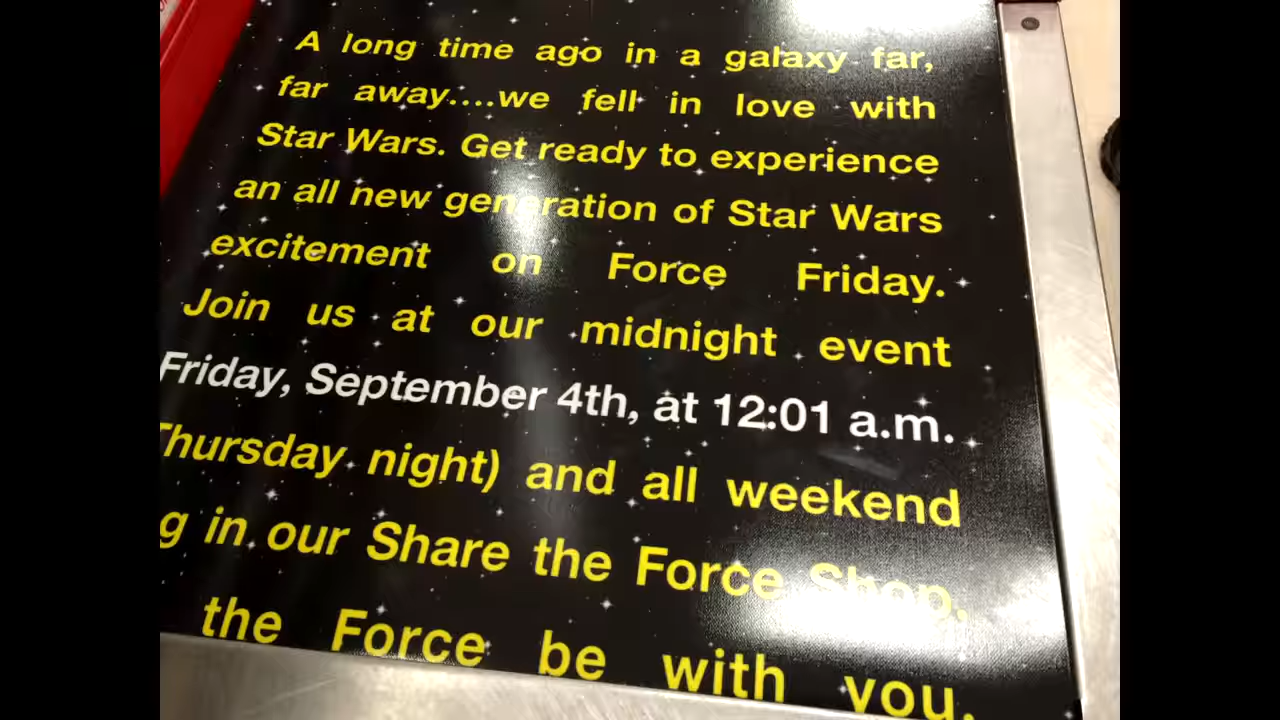 A long time ago in a galaxy far,
far away....we fell in love with
Star Wars. Get ready to experience
an all new generation of Star Wars
excitement on Force Friday.
Join us at our midnight event
Friday, September 4th, at 12:01 a.m.
Thursday night) and all weekend
g in our Share the Force Shop.
the Force be with you.